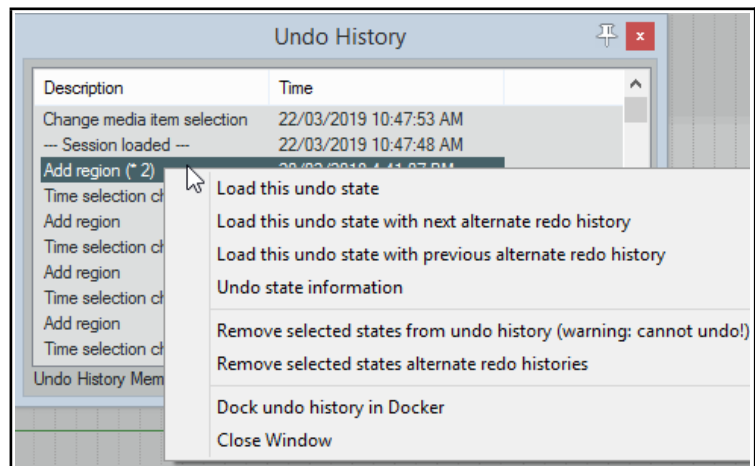 Undo History
Description Time
Change media item selection 22/03/2019 10:47:53 AM
--- Session loaded --- 22/03/2019 10:47:48 AM
Add region (* 2)
Time selection ch
Add region
Time selection ch
Add region
Time selection ch
Add region
Time selection ch
Undo History Mem
Load this undo state
Load this undo state with next alternate redo history
Load this undo state with previous alternate redo history
Undo state information
Remove selected states from undo history (warning: cannot undo!)
Remove selected states alternate redo histories
Dock undo history in Docker
Close Window